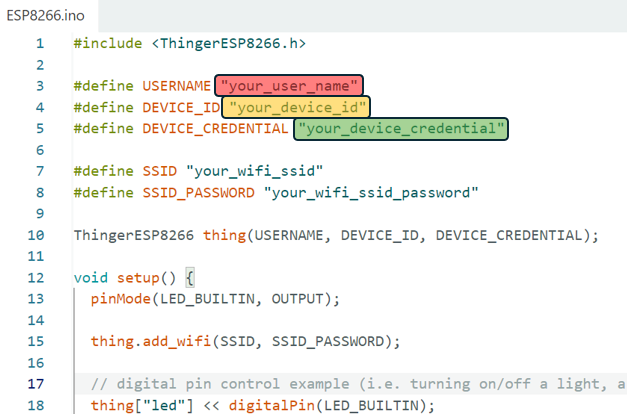 ESP8266.ino
1 #include <ThingerESP8266.h>
2
3 #define USERNAME "your_user_name"
4 #define DEVICE_ID "your_device_id"
5 #define DEVICE_CREDENTIAL "your_device_credential"
6
7 #define SSID "your_wifi_ssid"
8 #define SSID_PASSWORD "your_wifi_ssid_password"
9
10 ThingerESP8266 thing(USERNAME, DEVICE_ID, DEVICE_CREDENTIAL);
11
12 void setup() {
13 pinMode(LED_BUILTIN, OUTPUT);
14
15 thing.add_wifi(SSID, SSID_PASSWORD);
16
17 // digital pin control example (i.e. turning on/off a light, a
18 thing["led"] << digitalPin(LED_BUILTIN);